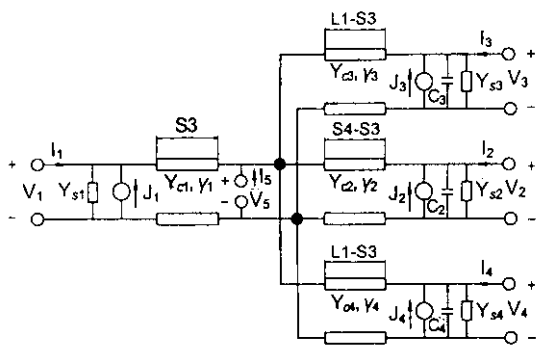 L1-S3
I3
+
Yc3, γ3
J3
C3
Ys3 V3
-
S3
S4-S3
I1
I2
+
+
+
I5
V1
Ys1
J1
Yc1, γ1
V5
Yc2, γ2
J2
C2
Ys2 V2
-
-
-
L1-S3
I4
+
Yc4, γ4
J4
C4
Ys4 V4
-